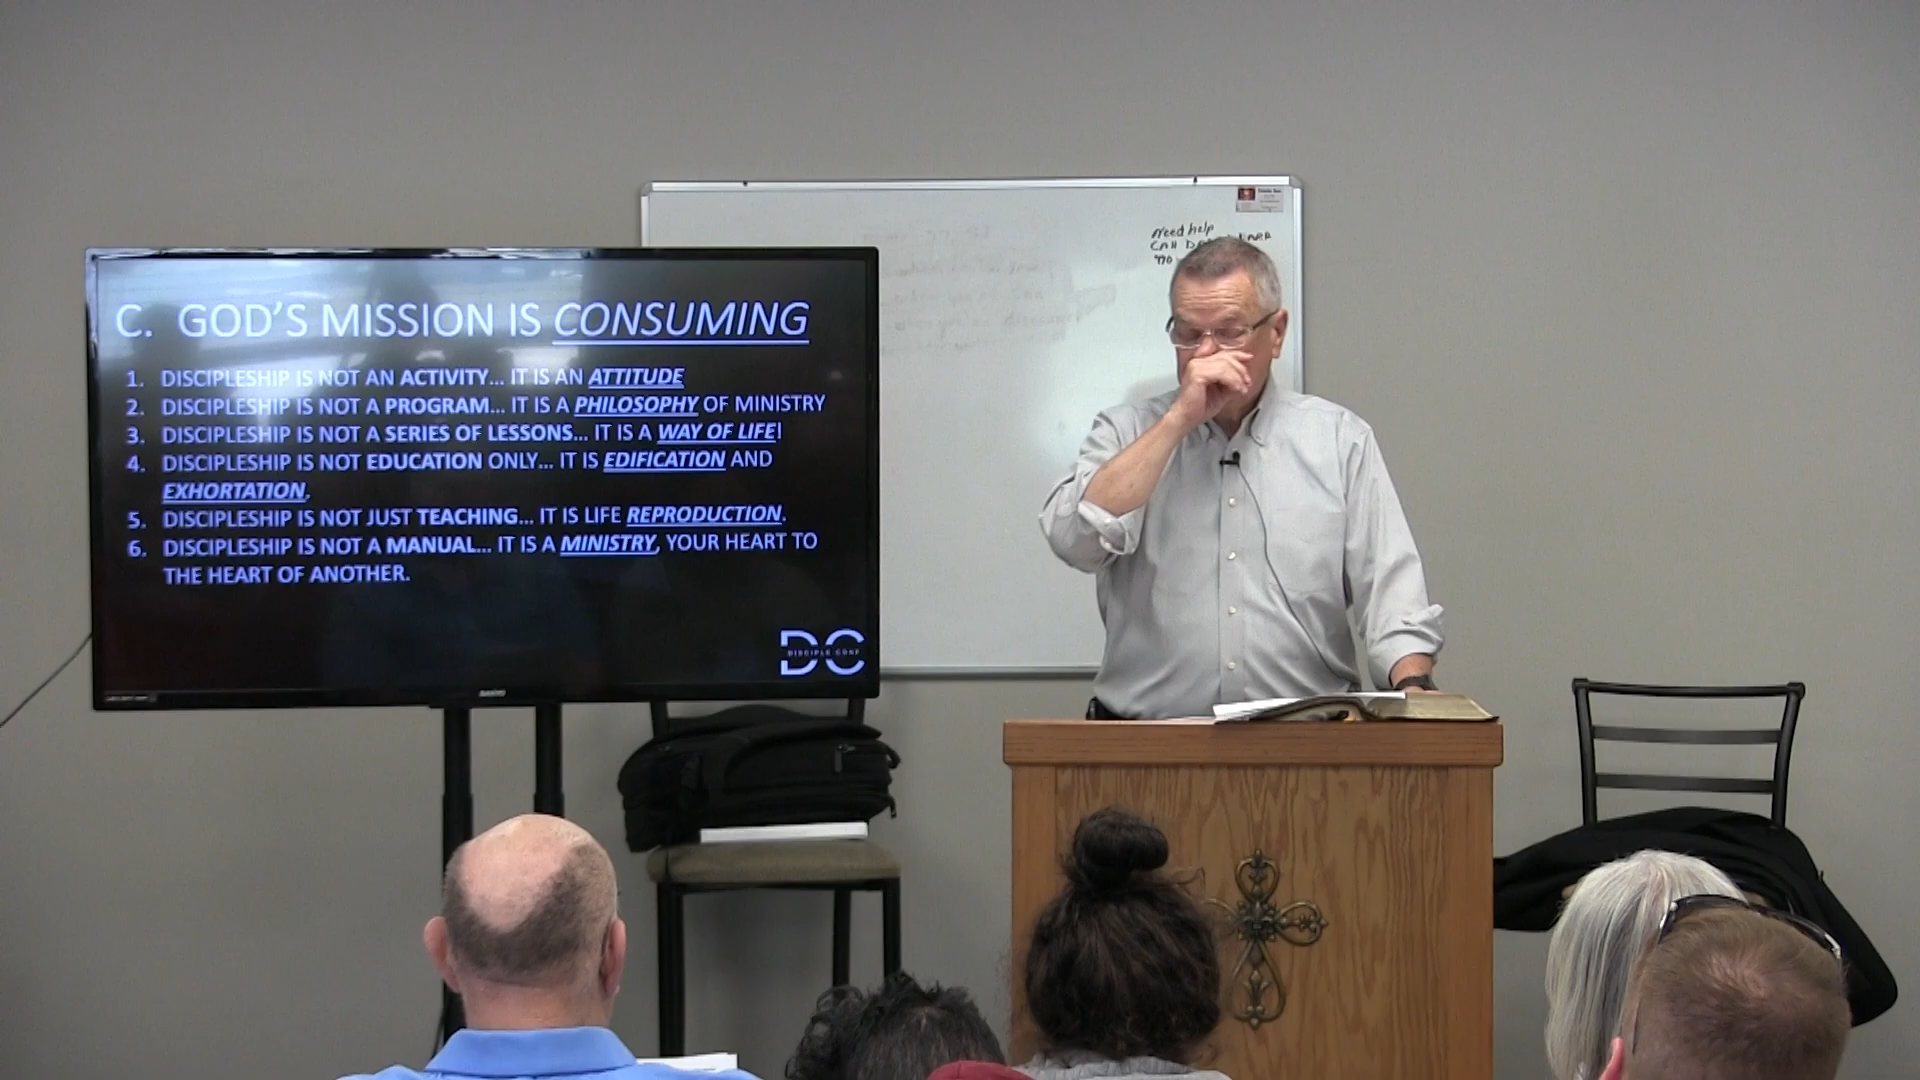 C. GOD'S MISSION IS CONSUMING
1. DISCIPLESHIP IS NOT AN ACTIVITY... IT IS AN ATTITUDE
2. DISCIPLESHIP IS NOT A PROGRAM... IT IS A PHILOSOPHY OF MINISTRY
3. DISCIPLESHIP IS NOT A SERIES OF LESSONS... IT IS A WAY OF LIFE!
4. DISCIPLESHIP IS NOT EDUCATION ONLY... IT IS EDIFICATION AND
EXHORTATION.
5. DISCIPLESHIP IS NOT JUST TEACHING... IT IS LIFE REPRODUCTION.
6. DISCIPLESHIP IS NOT A MANUAL... IT IS A MINISTRY, YOUR HEART TO
THE HEART OF ANOTHER.
DC
DISCIPLE CONF
SANYO
Need help
CAll
770